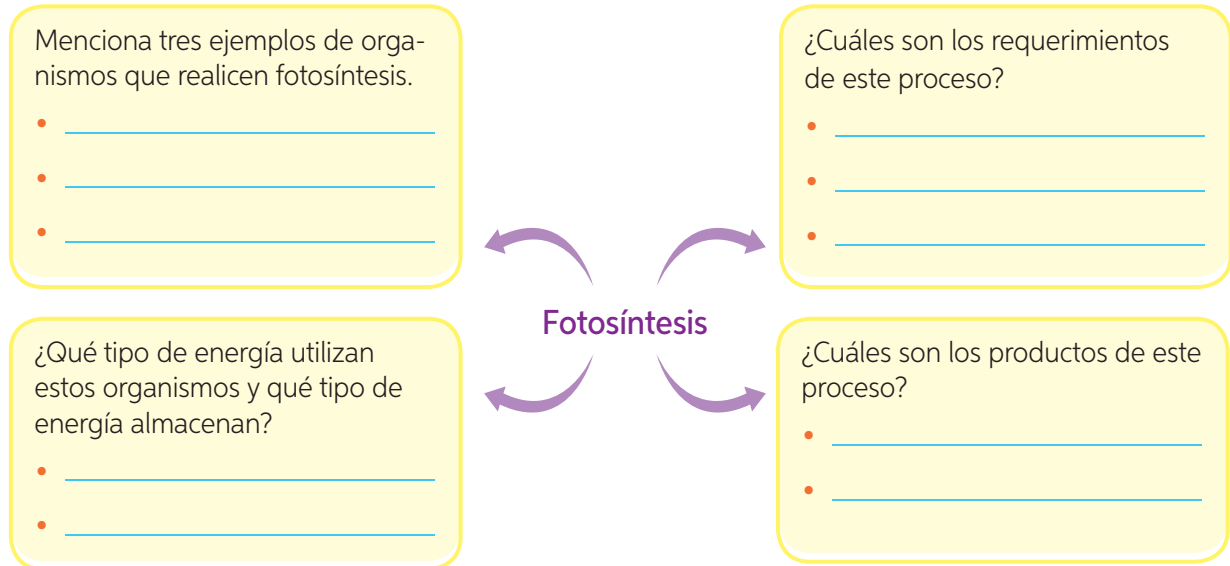 Menciona tres ejemplos de orga-
nismos que realicen fotosíntesis.
¿Cuáles son los requerimientos
de este proceso?
Fotosíntesis
¿Qué tipo de energía utilizan
estos organismos y qué tipo de
energía almacenan?
¿Cuáles son los productos de este
proceso?